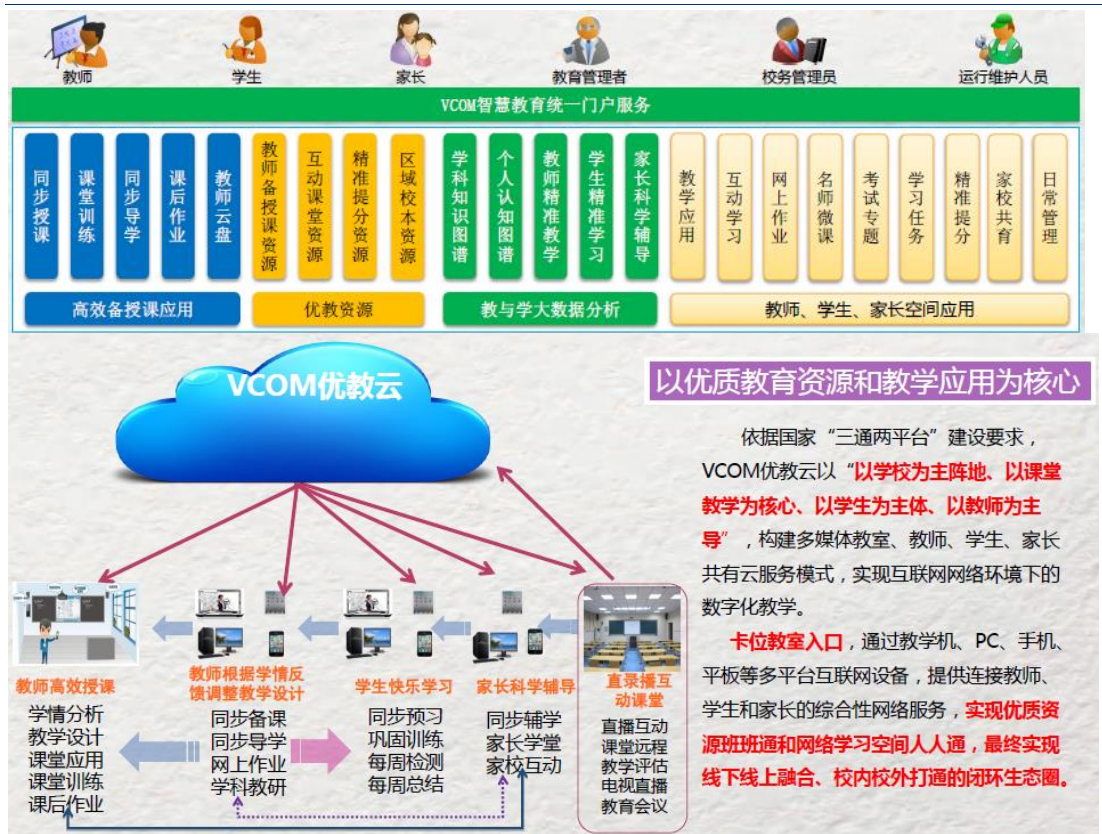 教师
学生
家长
教育管理者
校务管理员
运行维护人员
VCOM智慧教育统一门户服务
同步授课
课堂训练
同步导学
课后作业
教师云盘
教师备授课资源
互动课堂资源
精准提分资源
区域校本资源
学科知识图谱
个人认知图谱
教师精准教学
学生精准学习
家长科学辅导
教学应用
互动学习
网上作业
名师微课
考试专题
学习任务
精准提分
家校共育
日常管理
高效备授课应用
优教资源
教与学大数据分析
教师、学生、家长空间应用
VCOM优教云
以优质教育资源和教学应用为核心
依据国家“三通两平台”建设要求，
VCOM优教云以“以学校为主阵地、以课堂
教学为核心、以学生为主体、以教师为主
导”，构建多媒体教室、教师、学生、家长
共有云服务模式，实现互联网网络环境下的
数字化教学。
卡位教室入口，通过教学机、PC、手机、
平板等多平台互联网设备，提供连接教师、
学生和家长的综合性网络服务，实现优质资
源班班通和网络学习空间人人通，最终实现
线下线上融合、校内校外打通的闭环生态圈。
教师高效授课
学情分析
教学设计
课堂应用
课堂训练
课后作业
教师根据学情反
馈调整教学设计
同步备课
同步导学
网上作业
学科教研
学生快乐学习
同步预习
巩固训练
每周检测
每周总结
家长科学辅导
同步辅学
家长学堂
家校互动
直录播互
动课堂
直播互动
课堂远程
教学评估
电视直播
教育会议